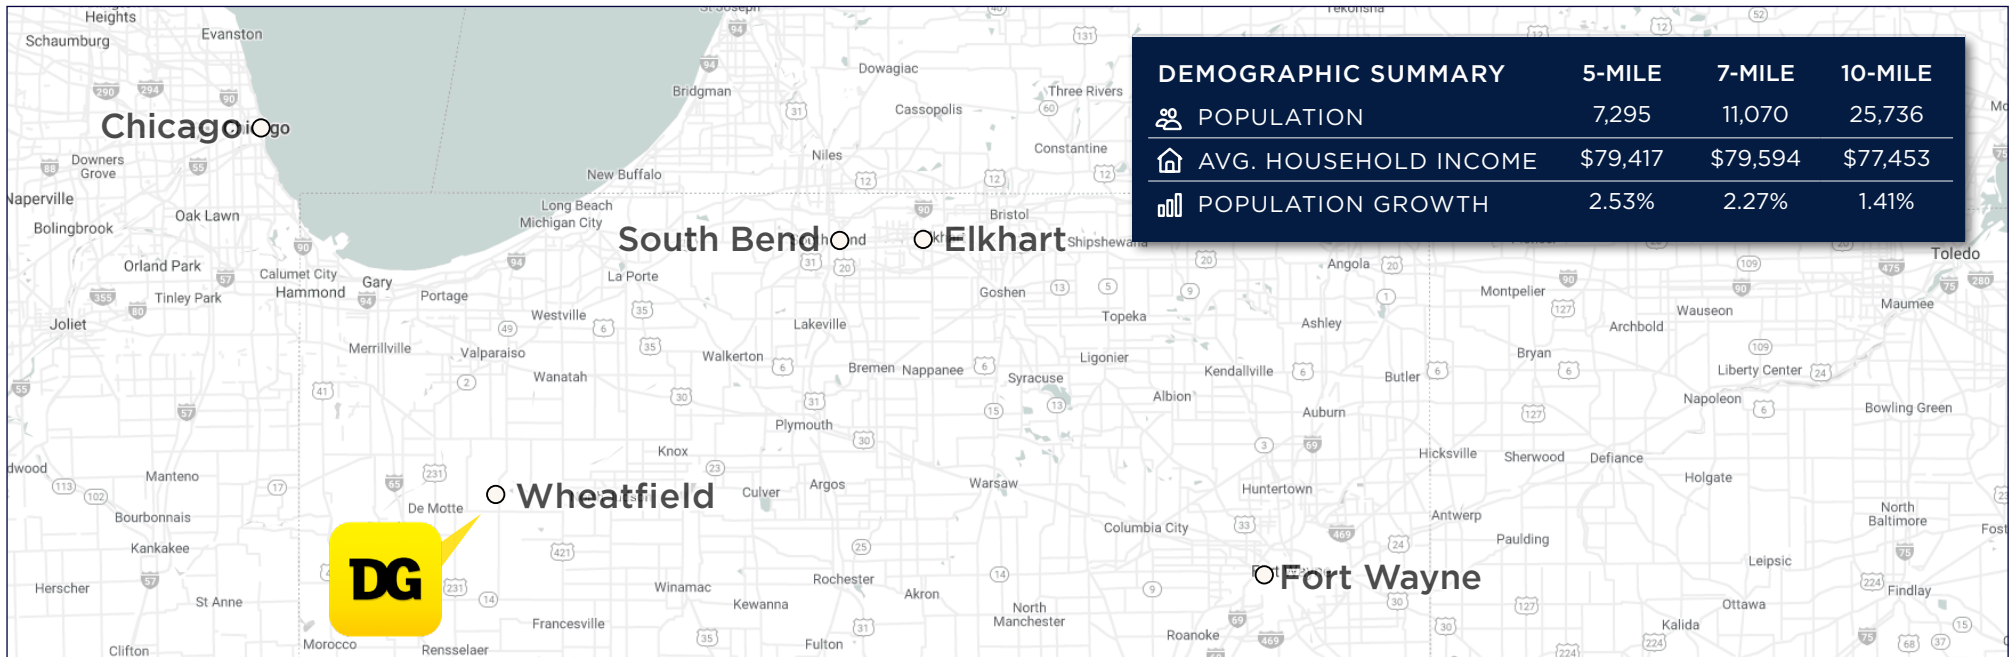 St Joseph
Tekonsha
Heights
Schaumburg
Evanston
Dowagiac
Three Rivers
Bridgman
Cassopolis
Chicago
Constantine
Downers
Grove
Niles
New Buffalo
Naperville
Oak Lawn
Bolingbrook
Long Beach
Michigan City
Bristol
South Bend
Elkhart
Shipshewana
DEMOGRAPHIC SUMMARY 5-MILE 7-MILE 10-MILE
POPULATION 7,295 11,070 25,736
AVG. HOUSEHOLD INCOME $79,417 $79,594 $77,453
POPULATION GROWTH 2.53% 2.27% 1.41%
Toledo
Orland Park
Calumet City
Hammond
Gary
La Porte
Angola
Tinley Park
Portage
Goshen
Montpelier
Maumee
Joliet
Westville
Lakeville
Topeka
Ashley
Archbold
Wauseon
Merrillville
Valparaiso
Walkerton
Bremen
Nappanee
Ligonier
Bryan
Wanatah
Syracuse
Kendallville
Butler
Liberty Center
Albion
Napoleon
Auburn
Bowling Green
Plymouth
Knox
Hicksville
Sherwood
Defiance
Manteno
Culver
Argos
Warsaw
Huntertown
Holgate
Wheatfield
De Motte
Bourbonnais
Columbia City
Antwerp
North
Baltimore
Kankakee
Paulding
Leipsic
DG
Herscher
St Anne
Winamac
Rochester
Akron
Fort Wayne
Findlay
Kewanna
North
Manchester
Ottawa
Francesville
Roanoke
Kalida
Clifton
Morocco
Rensselaer
Fulton